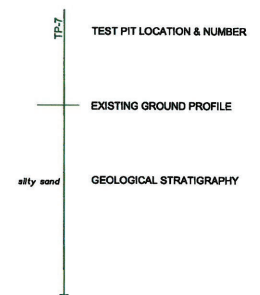 TP-7
TEST PIT LOCATION & NUMBER
EXISTING GROUND PROFILE
silty sand
GEOLOGICAL STRATIGRAPHY